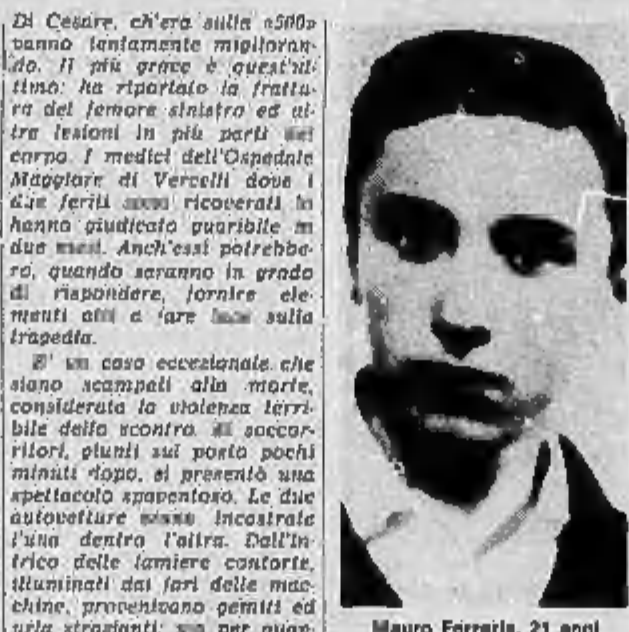 Di Cesare, ch'era sulla «500»
vanno lentamente miglioran-
do. Il più grave è quest'ul-
timo: ha riportato la frattu-
ra del femore sinistro ed al-
tre lesioni in più parti del
corpo. I medici dell'Ospedale
Maggiore di Vercelli dove i
due feriti sono ricoverati lo
hanno giudicato guaribile in
due mesi. Anch'essi potrebbe-
ro, quando saranno in grado
di rispondere, fornire ele-
menti atti a fare luce sulla
tragedia.
E' un caso eccezionale che
siano scampati alla morte,
considerata la violenza terri-
bile dello scontro. Ai soccor-
ritori, giunti sul posto pochi
minuti dopo, si presentò uno
spettacolo spaventoso. Le due
autovetture erano incastrate
l'una dentro l'altra. Dall'in-
trico delle lamiere contorte,
illuminati dai fari delle mac-
chine, provenivano gemiti ed
urla strazianti: ma per quan-
Mauro Ferraris, 21 anni